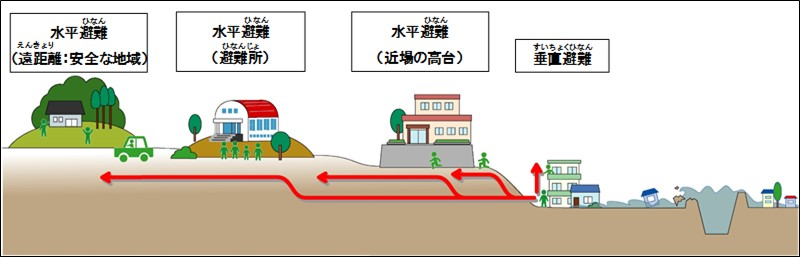 ひなん
水平避難
えんきょり
（遠距離：安全な地域）
ひなん
水平避難
ひなんじょ
（避難所）
ひなん
水平避難
（近場の高台）
すいちょくひなん
垂直避難